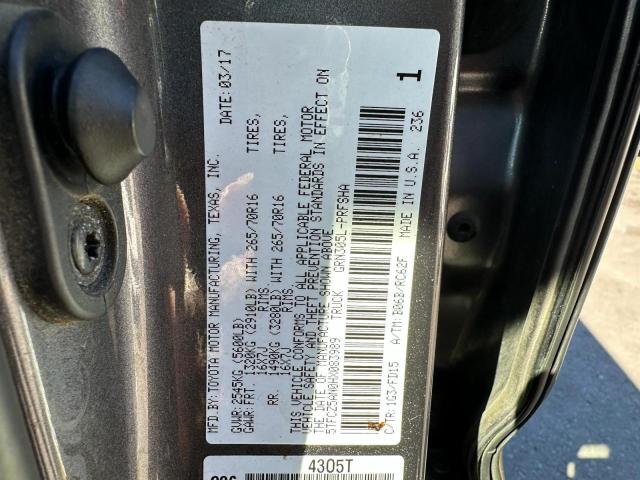 MFD.BY: TOYOTA MOTOR MANUFACTURING, TEXAS, INC. DATE: 03/17
GVWR: 2545KG (5600LB)
GAWR: FRT. 1320KG (2910LB) WITH 265/70R16 TIRES,
16X7J RIMS.
RR. 1490KG (3280LB) WITH 265/70R16 TIRES,
16X7J RIMS.
THIS VEHICLE CONFORMS TO ALL APPLICABLE FEDERAL MOTOR
VEHICLE SAFETY AND THEFT PREVENTION STANDARDS IN EFFECT ON
THE DATE OF MANUFACTURE SHOWN ABOVE.
5TFCZ5AN0HX083989 TRUCK GRN305L-PRFSHA
C/TR: 1G3/FD15 A/TM: B06B/RC62F MADE IN U.S.A. 236
1
4305T